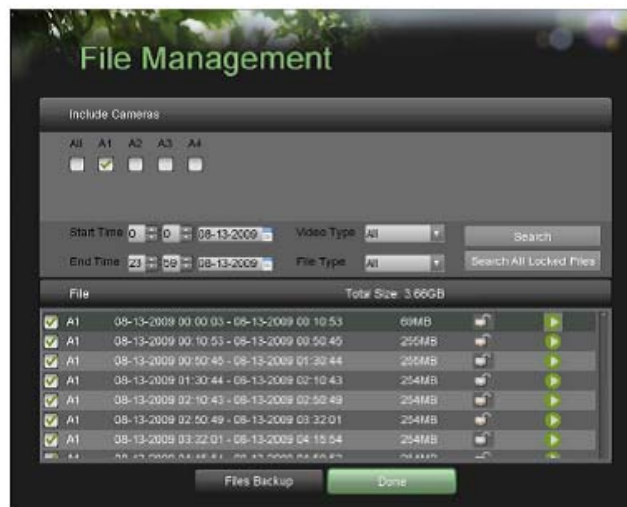 File Management
Include Cameras
All A1 A2 A3 A4
Start Time 0 0 08-13-2009 Video Type All Search
End Time 23 59 08-13-2009 File Type All Search All Locked Files
File Total Size: 3.66GB
A1 08-13-2009 00:00:03 - 08-13-2009 00:10:53 69MB
A1 08-13-2009 00:10:53 - 08-13-2009 00:50:45 255MB
A1 08-13-2009 00:50:45 - 08-13-2009 01:30:44 255MB
A1 08-13-2009 01:30:44 - 08-13-2009 02:10:43 254MB
A1 08-13-2009 02:10:43 - 08-13-2009 02:50:49 254MB
A1 08-13-2009 02:50:49 - 08-13-2009 03:32:01 254MB
A1 08-13-2009 03:32:01 - 08-13-2009 04:15:54 254MB
Files Backup Done